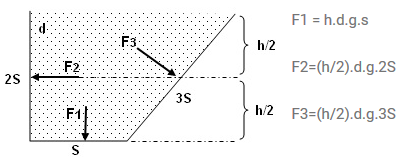 d
F3
h/2
F2
2S
3S
F1
h/2
S
F1 = h.d.g.s
F2=(h/2).d.g.2S
F3=(h/2).d.g.3S